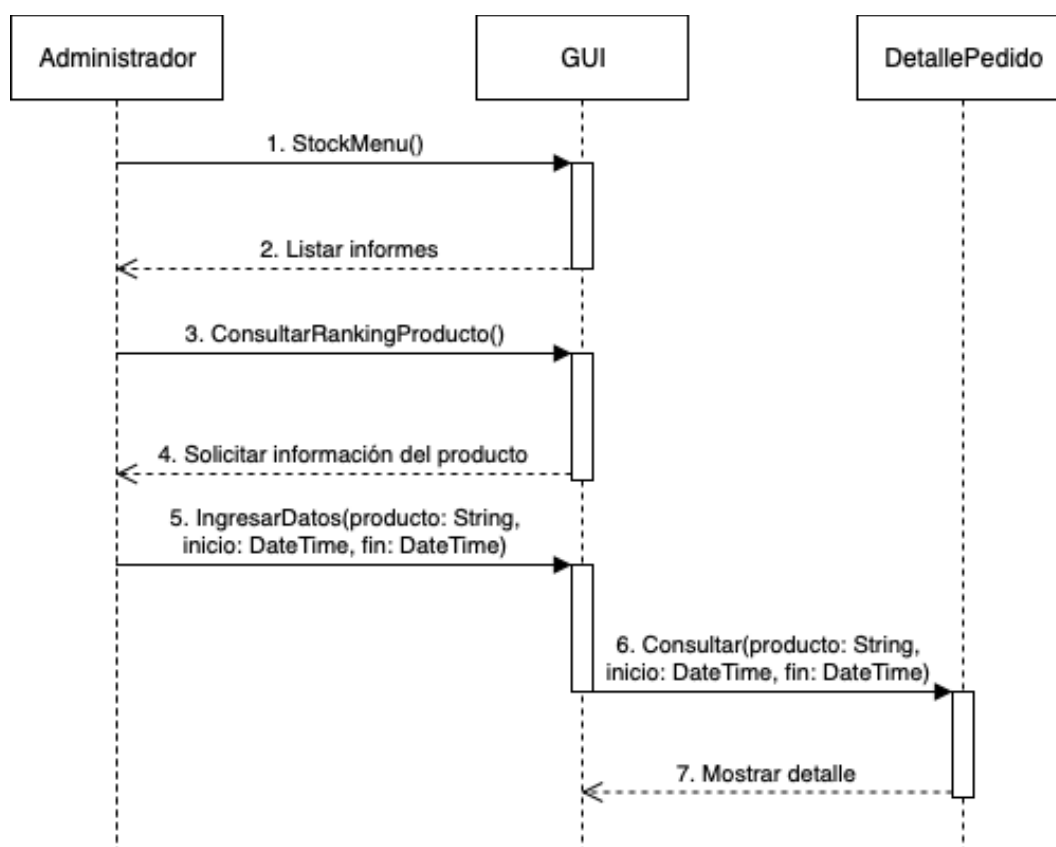 Administrador
GUI
DetallePedido
1. StockMenu()
2. Listar informes
3. ConsultarRankingProducto()
4. Solicitar información del producto
5. IngresarDatos(producto: String,
inicio: DateTime, fin: DateTime)
6. Consultar(producto: String,
inicio: DateTime, fin: DateTime)
7. Mostrar detalle